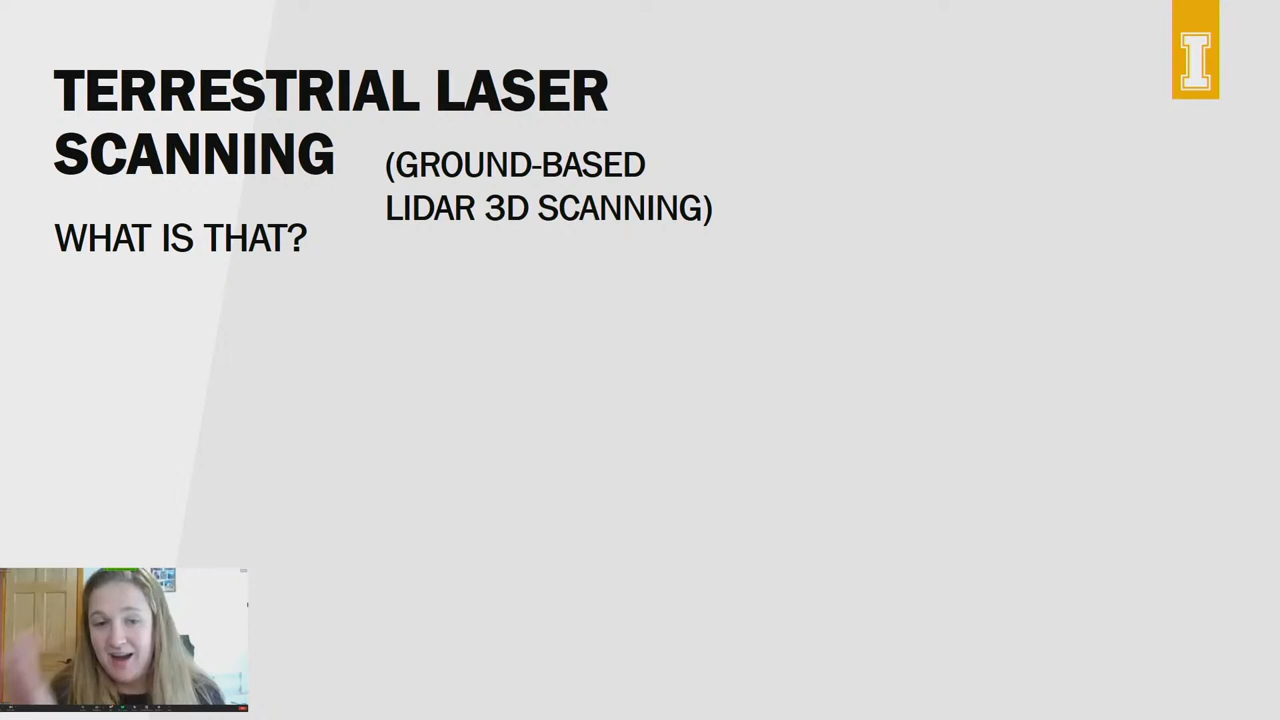 TERRESTRIAL LASER
SCANNING
(GROUND-BASED
LIDAR 3D SCANNING)
WHAT IS THAT?
I